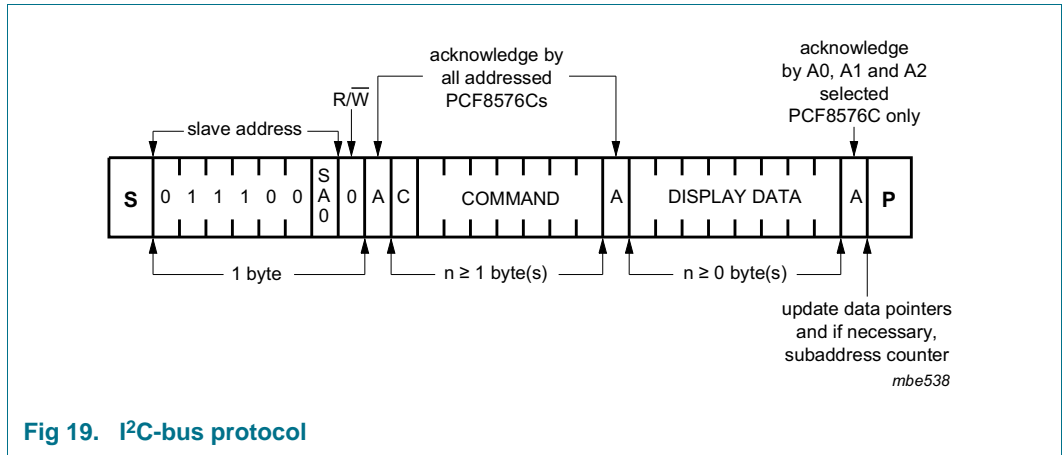 acknowledge by
all addressed
PCF8576Cs
acknowledge
by A0, A1 and A2
selected
PCF8576C only
R/W̅
slave address
S 0 1 1 1 0 0 SA0 0 A C COMMAND A DISPLAY DATA A P
1 byte
n ≥ 1 byte(s)
n ≥ 0 byte(s)
update data pointers
and if necessary,
subaddress counter
mbe538
Fig 19. I²C-bus protocol